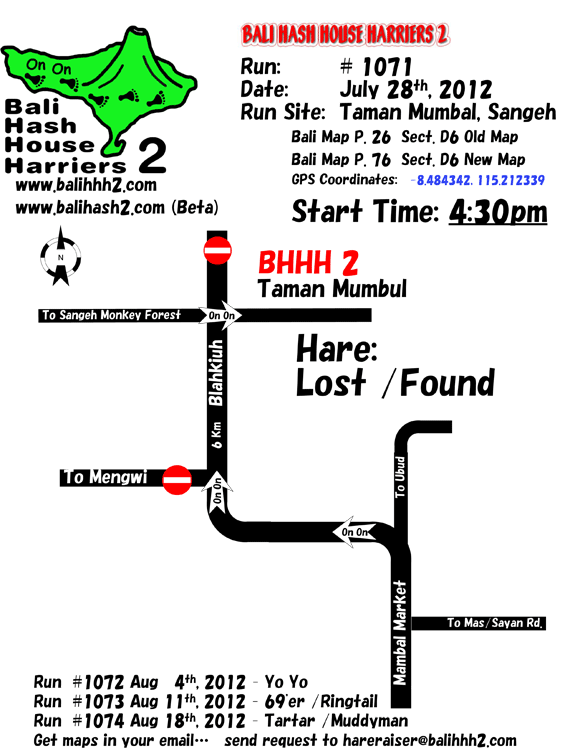 BALI HASH HOUSE HARRIERS 2
Run: # 1071
Date: July 28th, 2012
Run Site: Taman Mumbal, Sangeh
Bali Map P. 26 Sect. D6 Old Map
Bali Map P. 76 Sect. D6 New Map
GPS Coordinates: -8.484342. 115.212339
Start Time: 4:30pm
On On
Bali
Hash
House
Harriers 2
www.balihhh2.com
www.balihash2.com (Beta)
N
BHHH 2
Taman Mumbul
To Sangeh Monkey Forest
On On
Hare:
Lost /Found
6 Km Blahkiuh
To Mengwi
On On
On On
To Ubud
Mambal Market
To Mas/Sayan Rd.
Run #1072 Aug 4th, 2012 - Yo Yo
Run #1073 Aug 11th, 2012 - 69'er /Ringtail
Run #1074 Aug 18th, 2012 - Tartar /Muddyman
Get maps in your email… send request to hareraiser@balihhh2.com